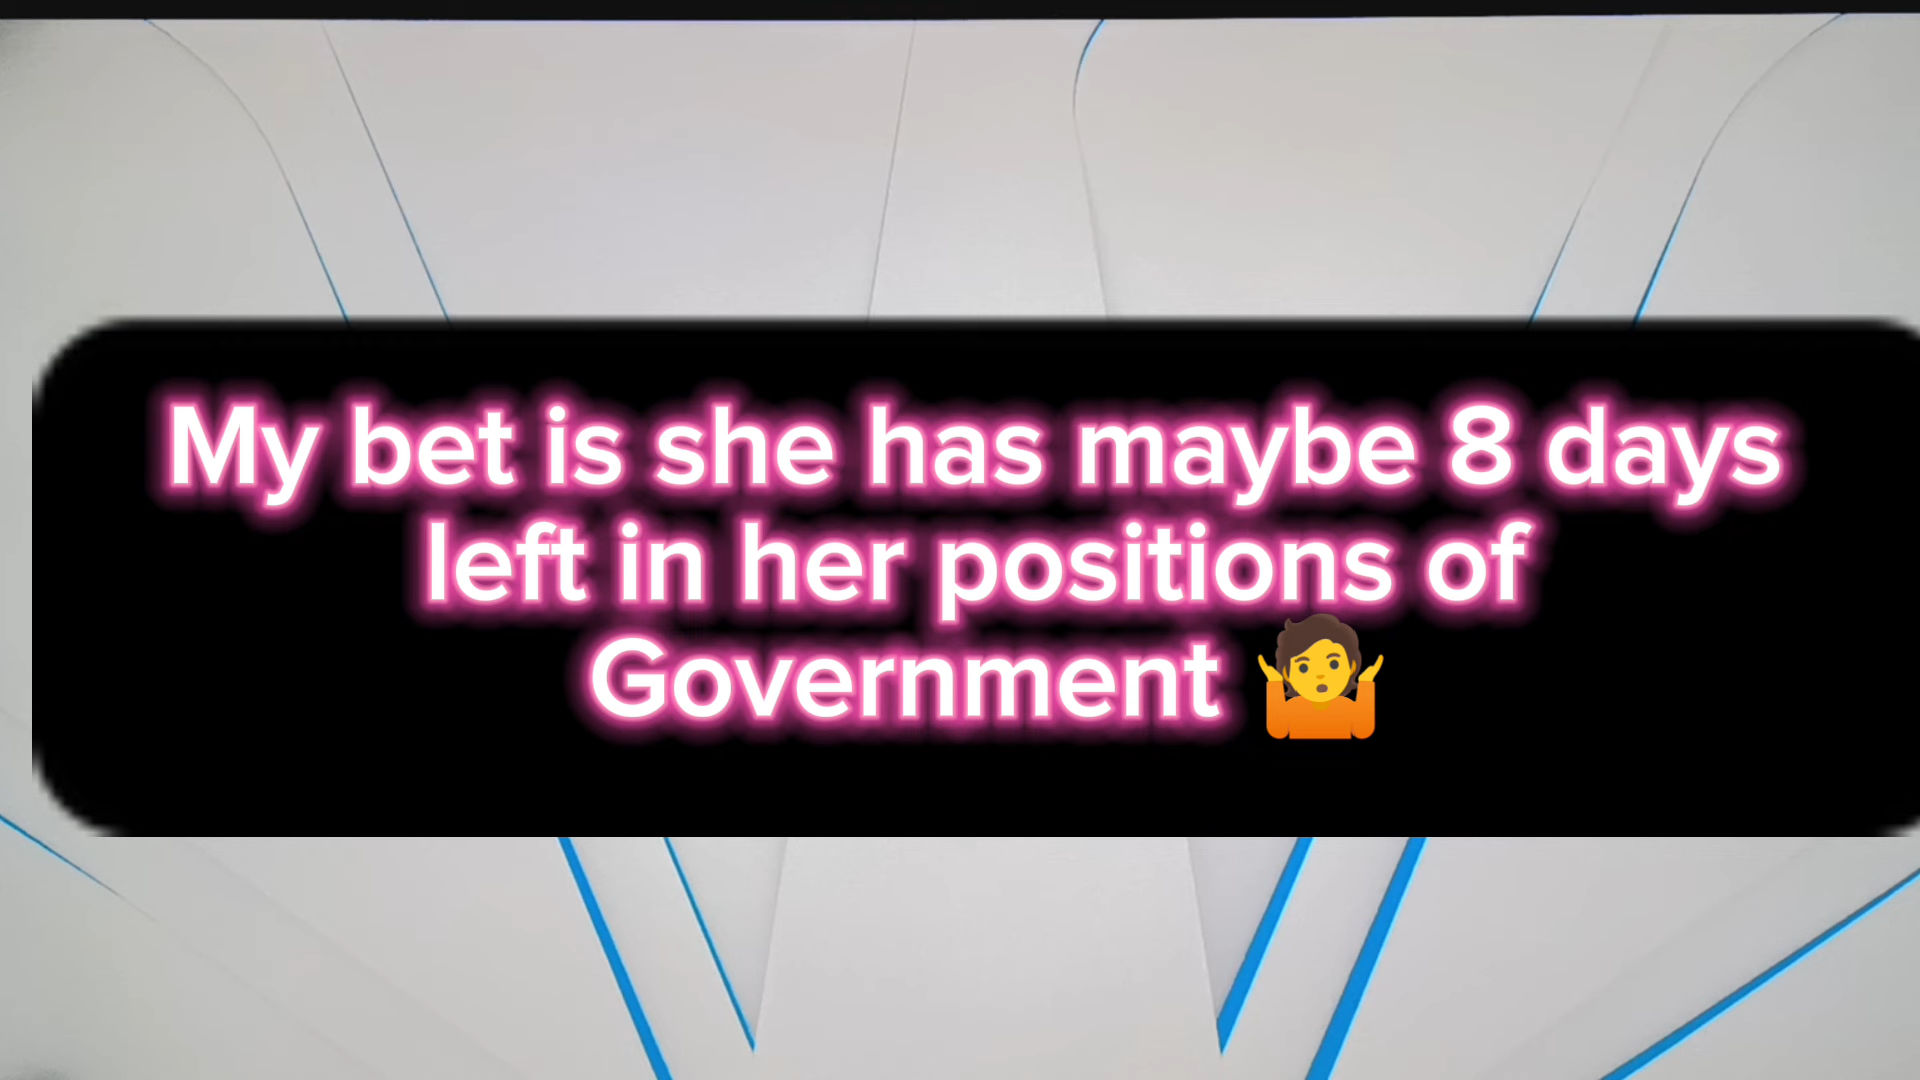 My bet is she has maybe 8 days
left in her positions of
Government 🤷